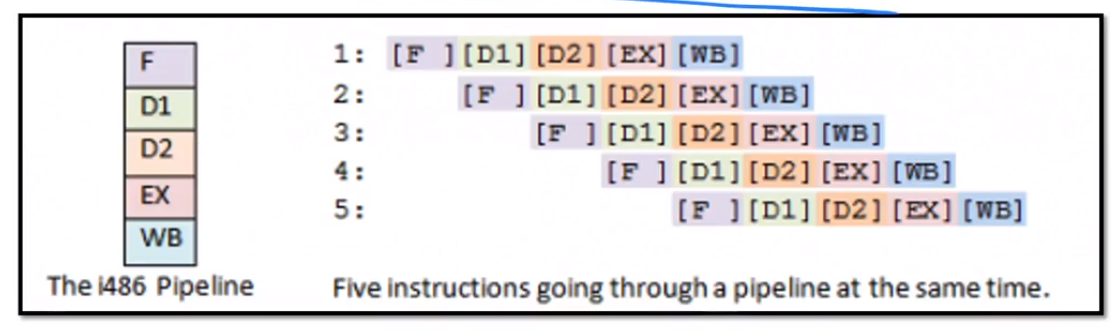 F
D1
D2
EX
WB
The i486 Pipeline
1: [F ][D1][D2][EX][WB]
2: [F ][D1][D2][EX][WB]
3: [F ][D1][D2][EX][WB]
4: [F ][D1][D2][EX][WB]
5: [F ][D1][D2][EX][WB]
Five instructions going through a pipeline at the same time.